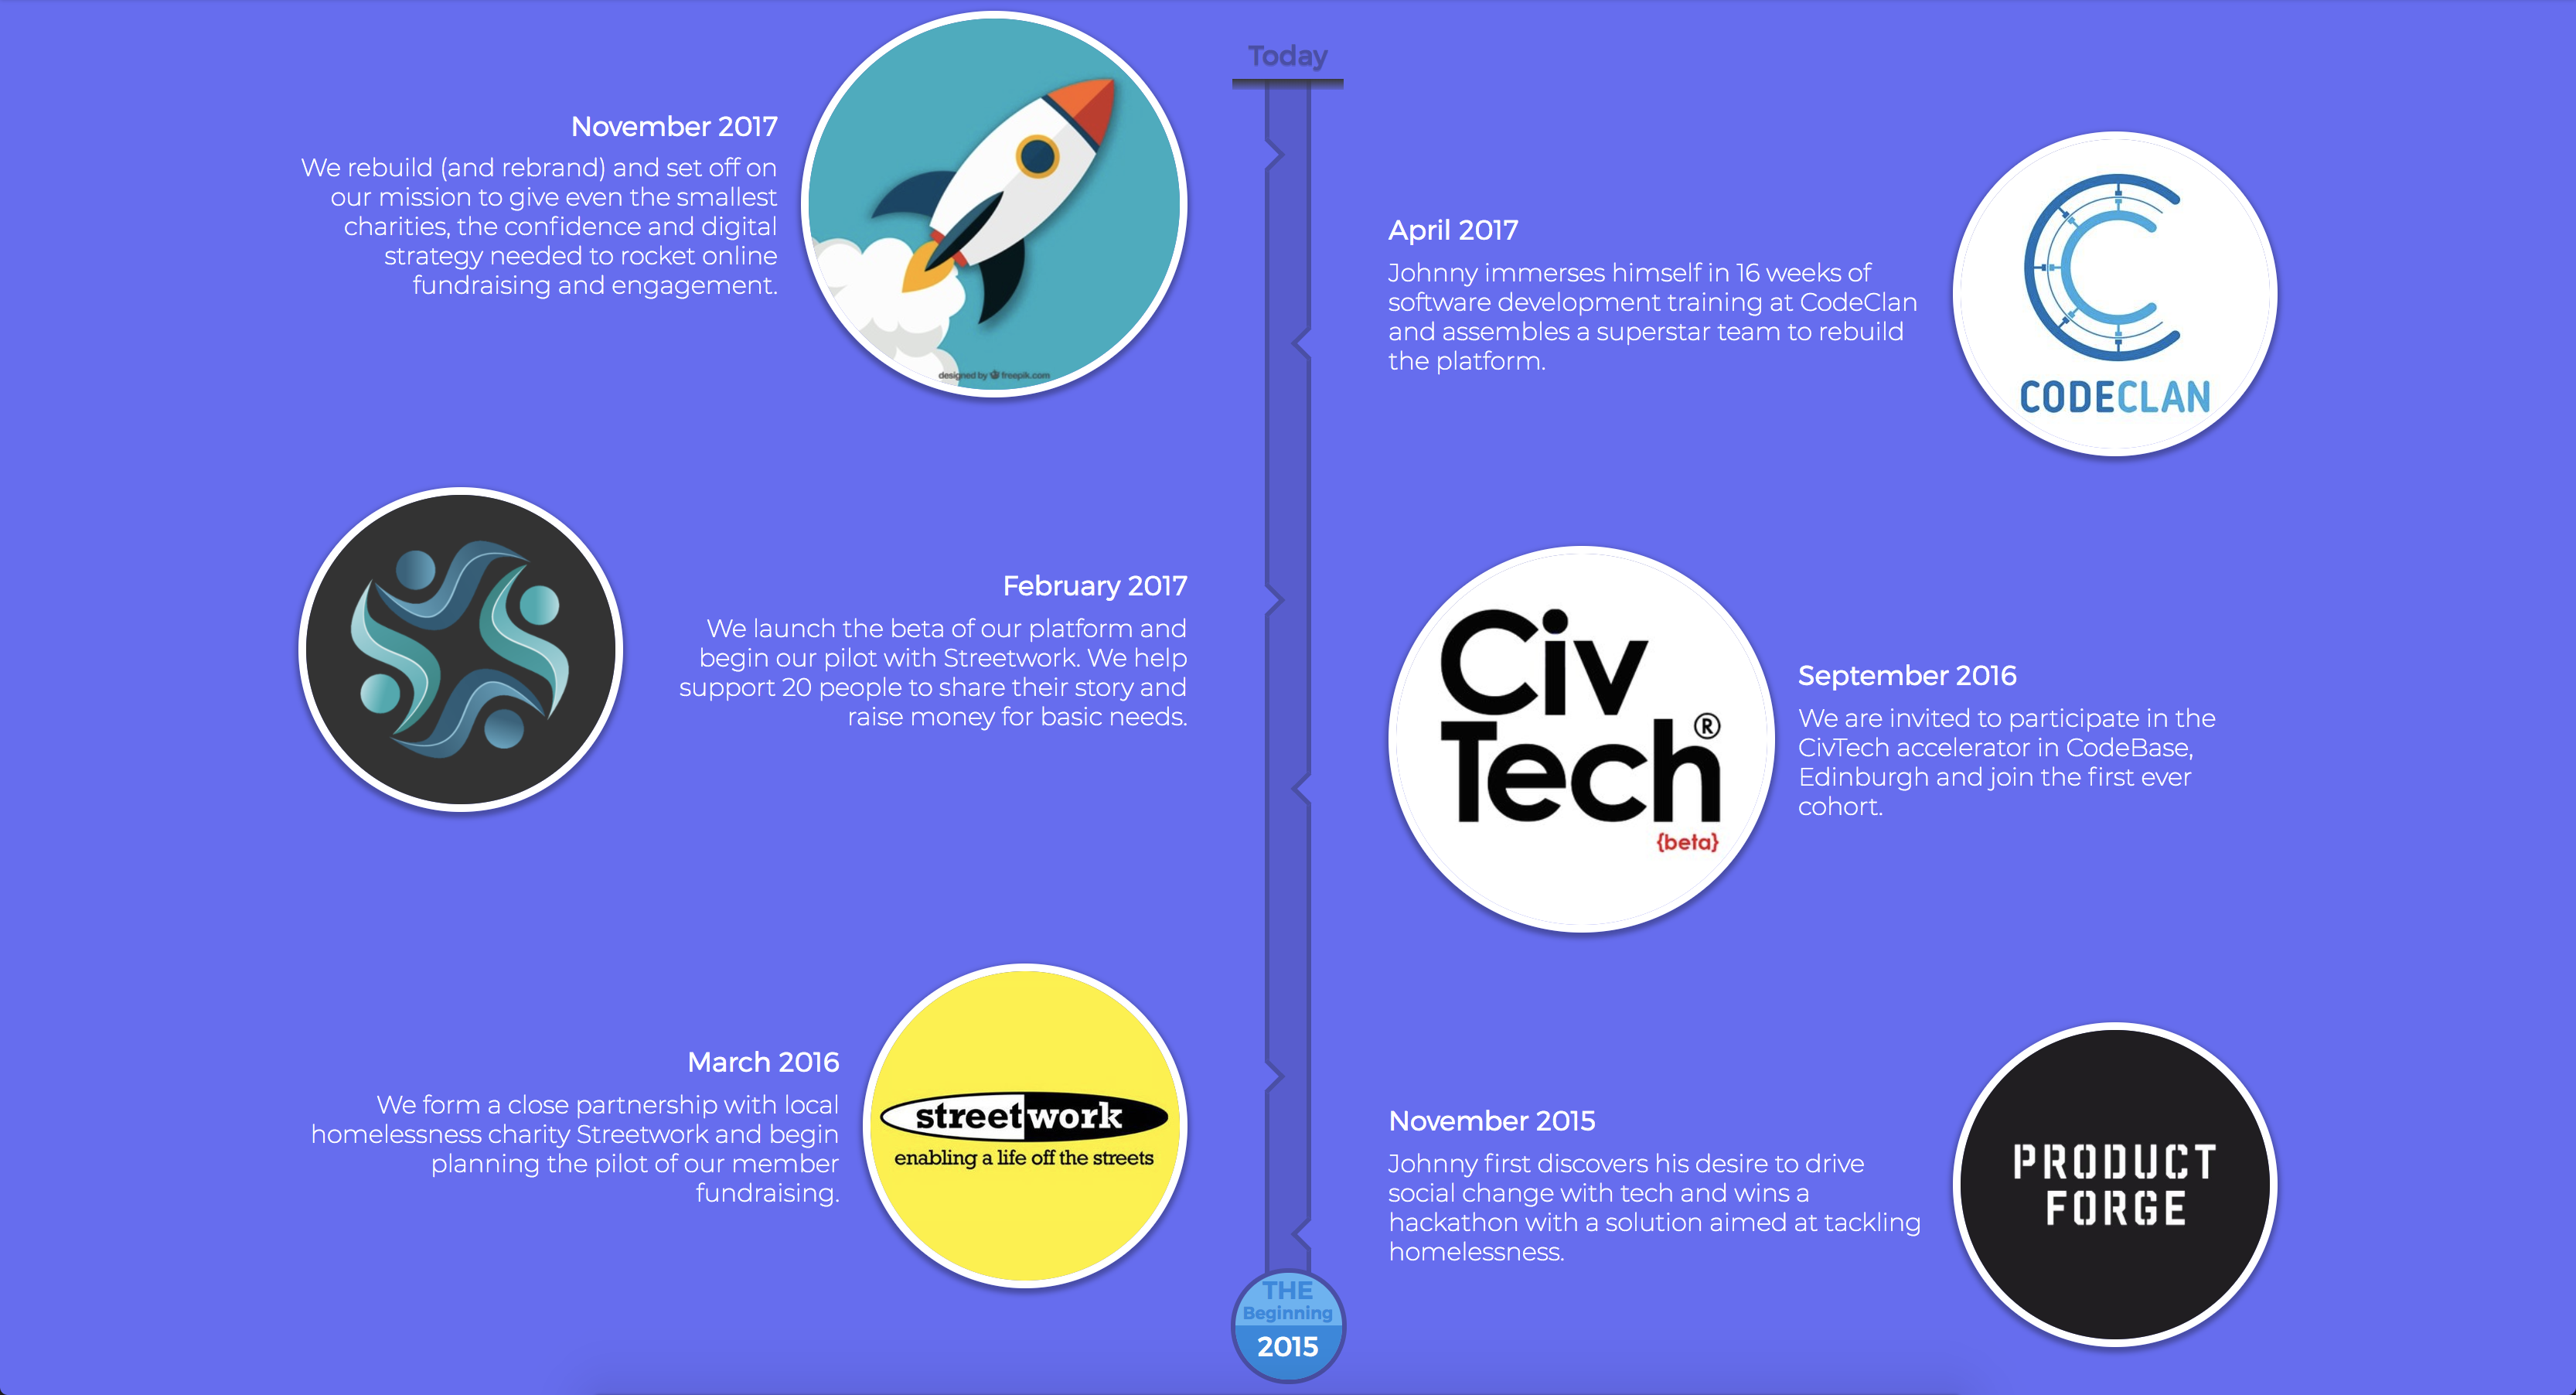 Today
November 2017
We rebuild (and rebrand) and set off on
our mission to give even the smallest
charities, the confidence and digital
strategy needed to rocket online
fundraising and engagement.
designed by freepik.com
April 2017
Johnny immerses himself in 16 weeks of
software development training at CodeClan
and assembles a superstar team to rebuild
the platform.
CODECLAN
February 2017
We launch the beta of our platform and
begin our pilot with Streetwork. We help
support 20 people to share their story and
raise money for basic needs.
Civ
Tech®
{beta}
September 2016
We are invited to participate in the
CivTech accelerator in CodeBase,
Edinburgh and join the first ever
cohort.
March 2016
We form a close partnership with local
homelessness charity Streetwork and begin
planning the pilot of our member
fundraising.
streetwork
enabling a life off the streets
November 2015
Johnny first discovers his desire to drive
social change with tech and wins a
hackathon with a solution aimed at tackling
homelessness.
PRODUCT
FORGE
THE
Beginning
2015